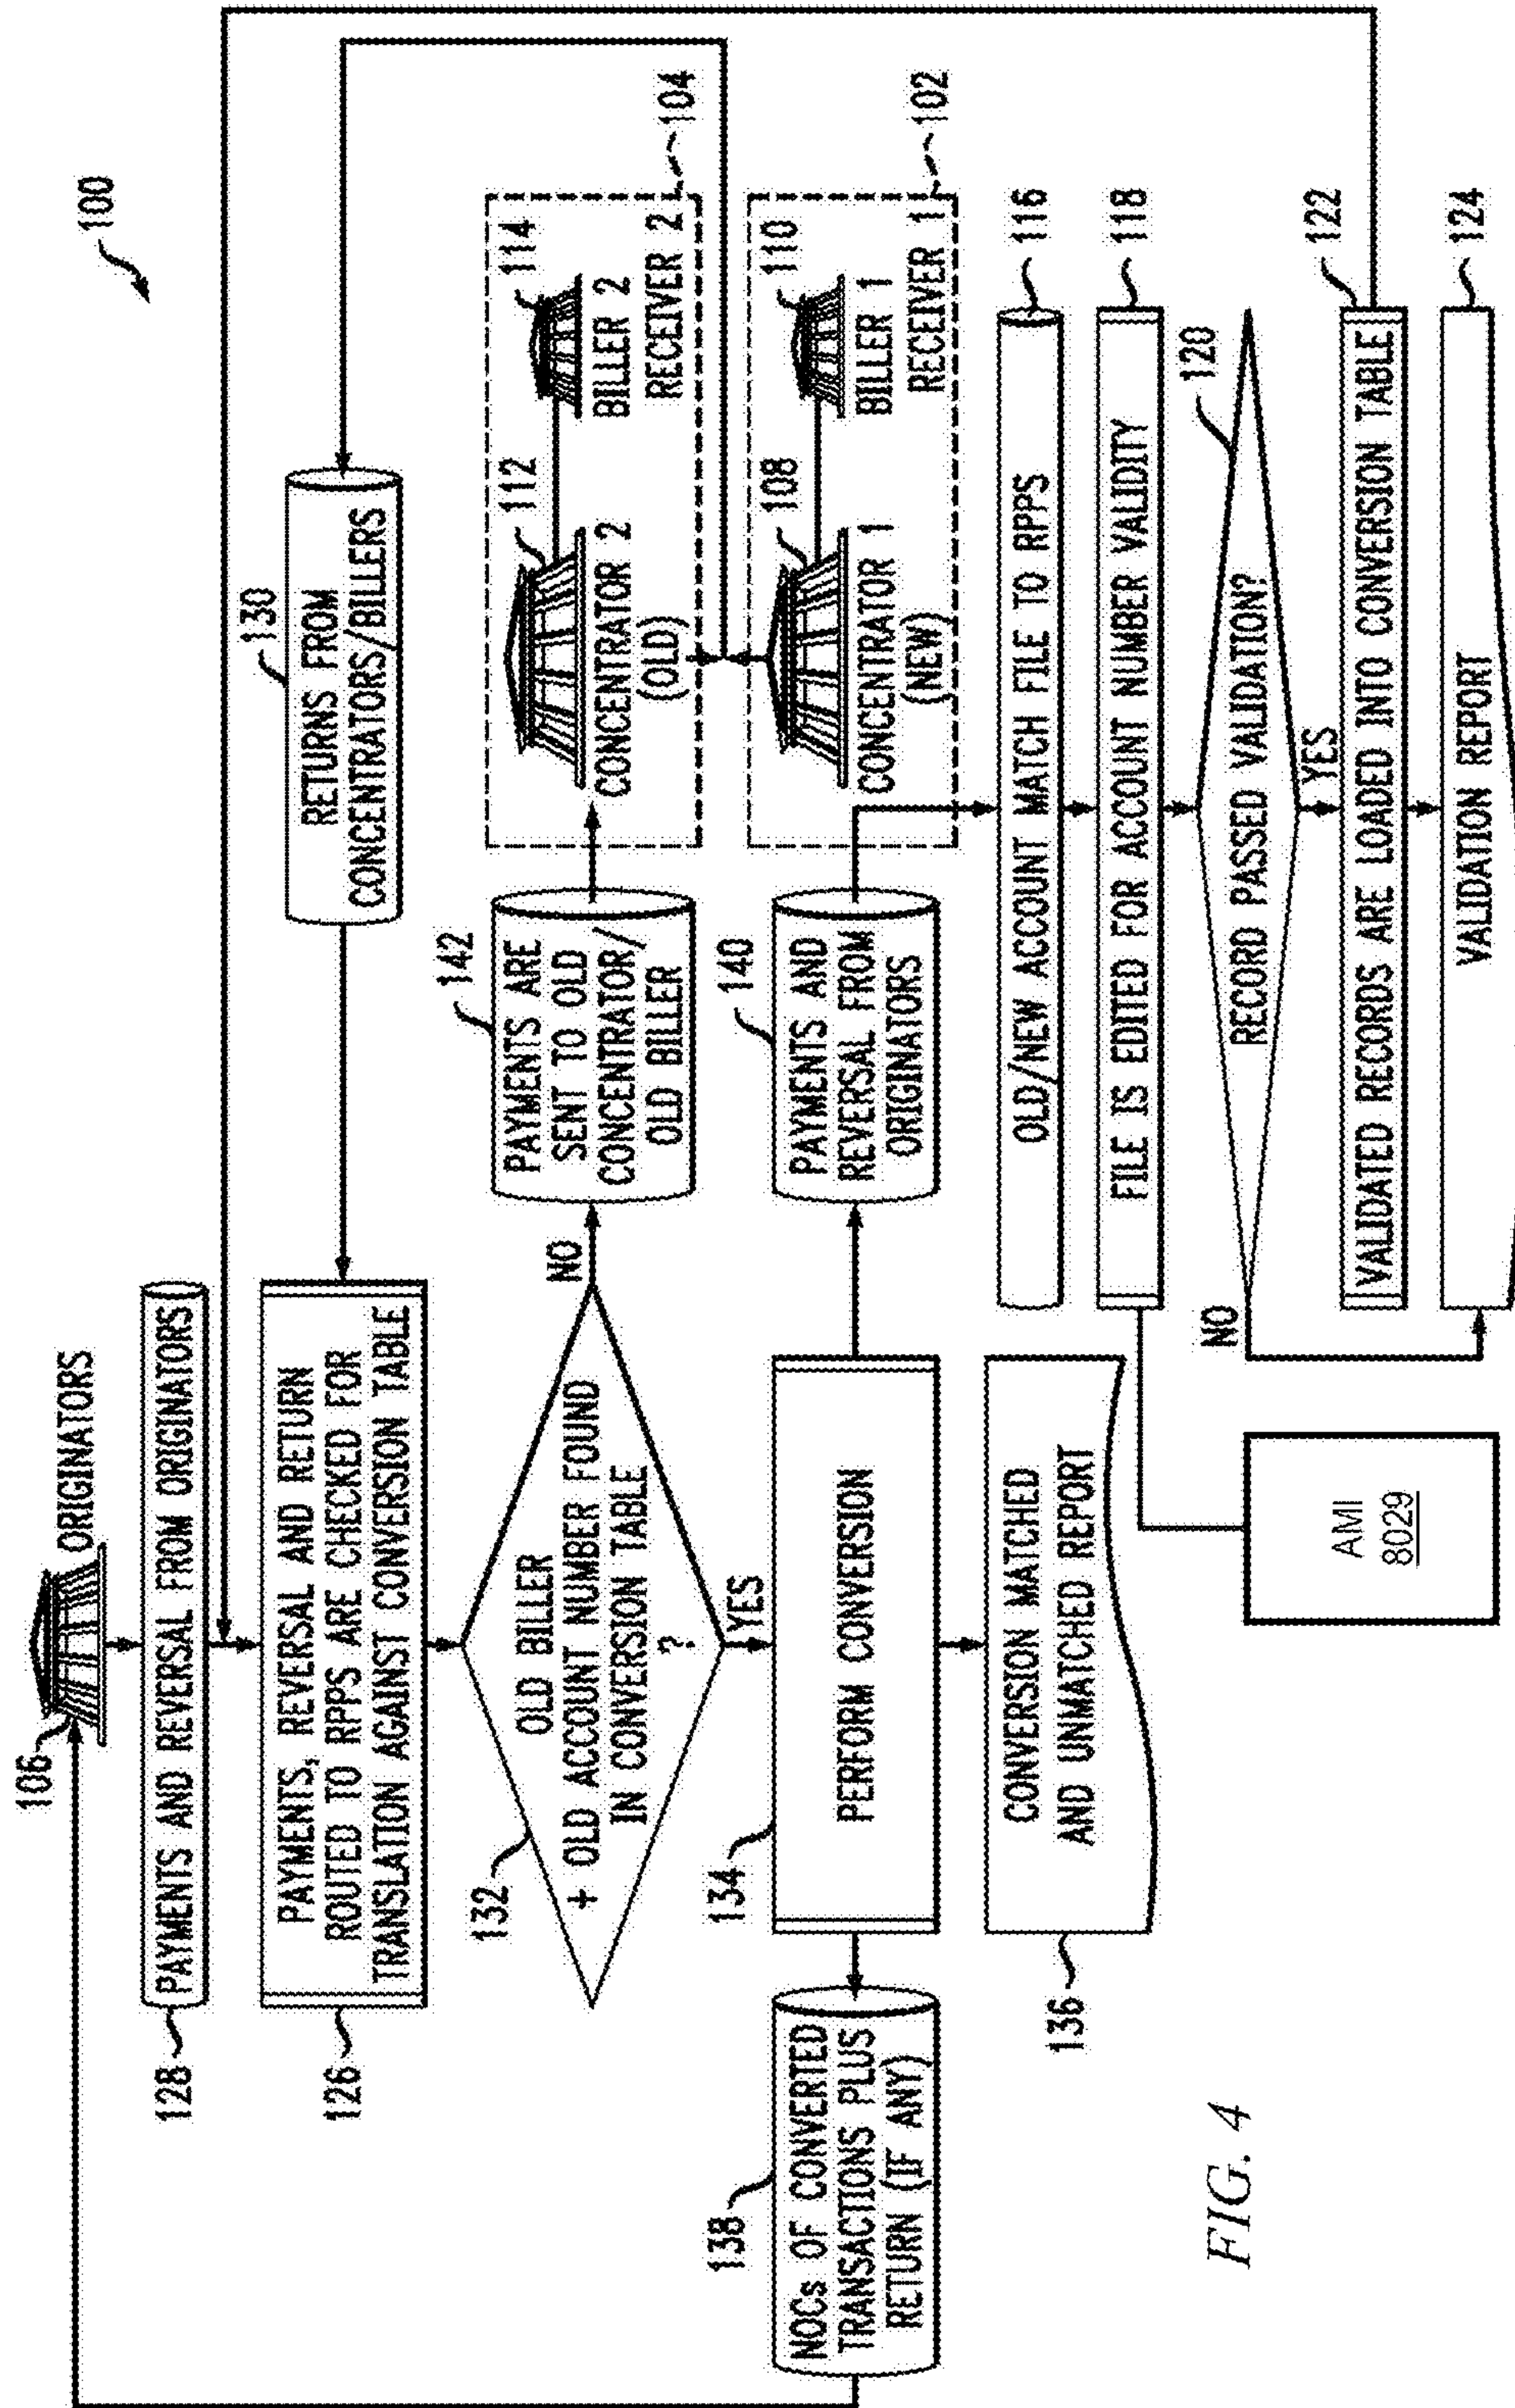 100
106
ORIGINATORS
128
PAYMENTS AND REVERSAL FROM ORIGINATORS
126
PAYMENTS, REVERSAL AND RETURN
ROUTED TO RPPS ARE CHECKED FOR
TRANSLATION AGAINST CONVERSION TABLE
130
RETURNS FROM
CONCENTRATORS/BILLERS
132
OLD BILLER
+ OLD ACCOUNT NUMBER FOUND
IN CONVERSION TABLE
?
NO
YES
142
PAYMENTS ARE
SENT TO OLD
CONCENTRATOR/
OLD BILLER
112
CONCENTRATOR 2
(OLD)
114
BILLER 2
RECEIVER 2
104
134
PERFORM CONVERSION
138
NOCs OF CONVERTED
TRANSACTIONS PLUS
RETURN (IF ANY)
140
PAYMENTS AND
REVERSAL FROM
ORIGINATORS
108
CONCENTRATOR 1
(NEW)
110
BILLER 1
RECEIVER 1
102
136
CONVERSION MATCHED
AND UNMATCHED REPORT
OLD/NEW ACCOUNT MATCH FILE TO RPPS
116
FILE IS EDITED FOR ACCOUNT NUMBER VALIDITY
118
RECORD PASSED VALIDATION?
120
NO
YES
VALIDATED RECORDS ARE LOADED INTO CONVERSION TABLE
122
VALIDATION REPORT
124
AMI
8029
FIG. 4